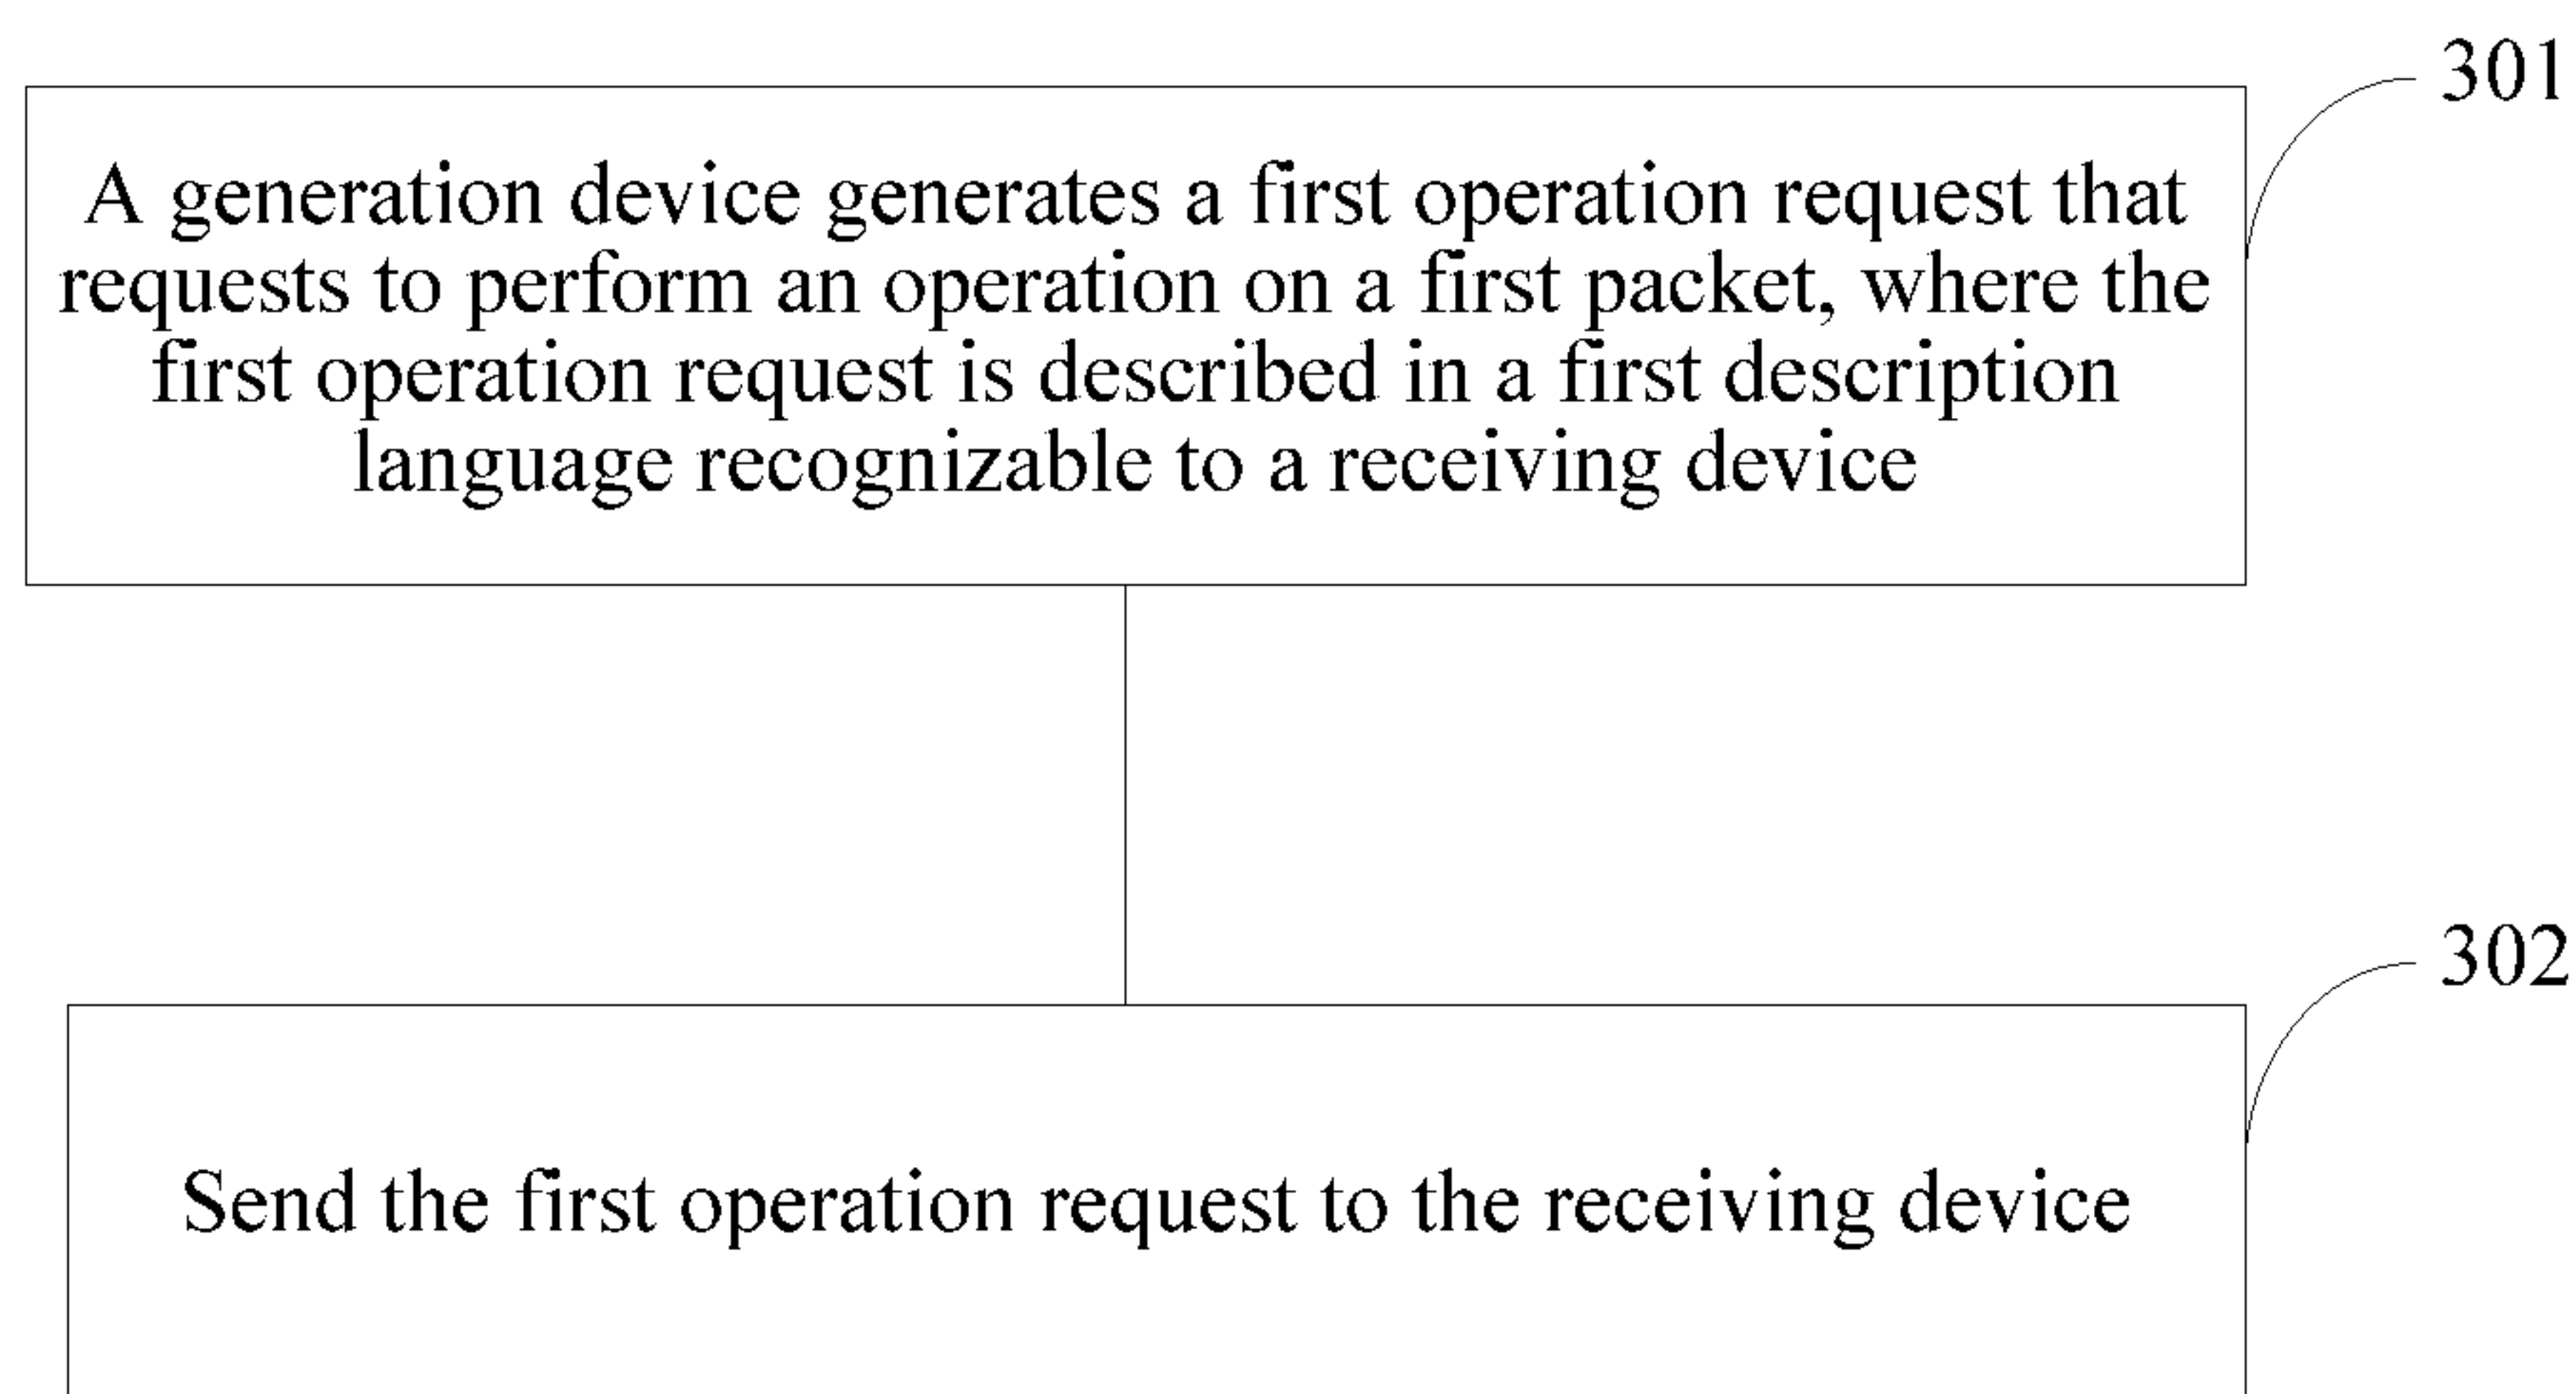 301
A generation device generates a first operation request that
requests to perform an operation on a first packet, where the
first operation request is described in a first description
language recognizable to a receiving device
302
Send the first operation request to the receiving device